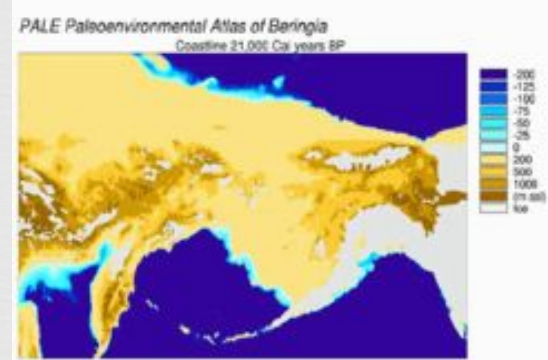 PALE Paleoenvironmental Atlas of Beringia
Coastline 21,000 Cal years BP
-200
-125
-100
-75
-50
-25
0
200
500
1000
(m asl)
Ice